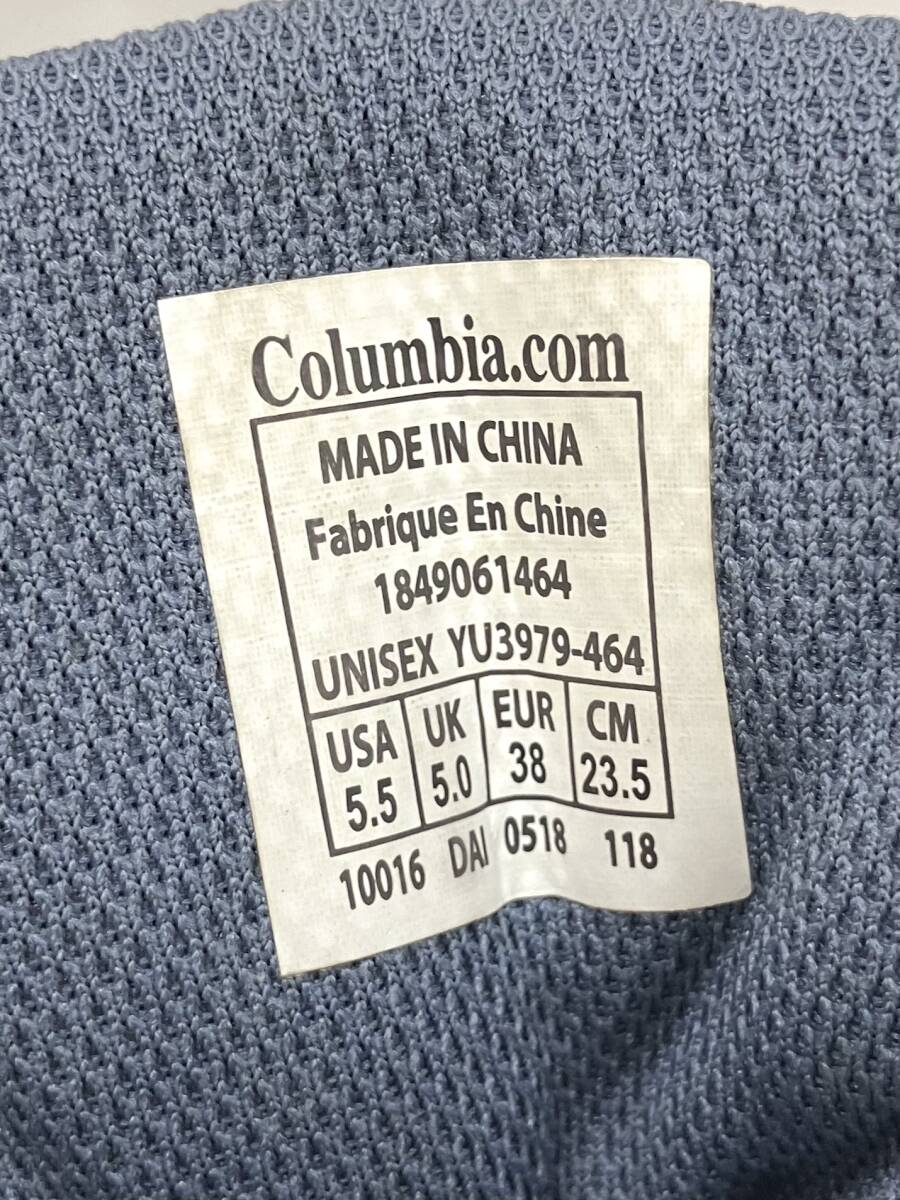 Columbia.com
MADE IN CHINA
Fabrique En Chine
1849061464
UNISEX YU3979-464
USA UK EUR CM
5.5 5.0 38 23.5
10016 DAI 0518 118